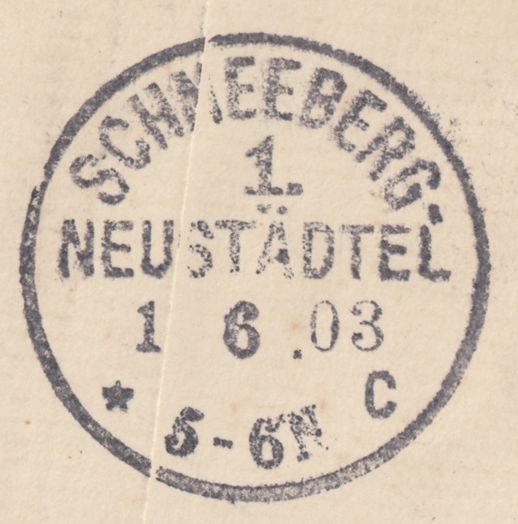 SCHNEEBERG-
1.
NEUSTÄDTEL
1 6 .03
* 5-6N C